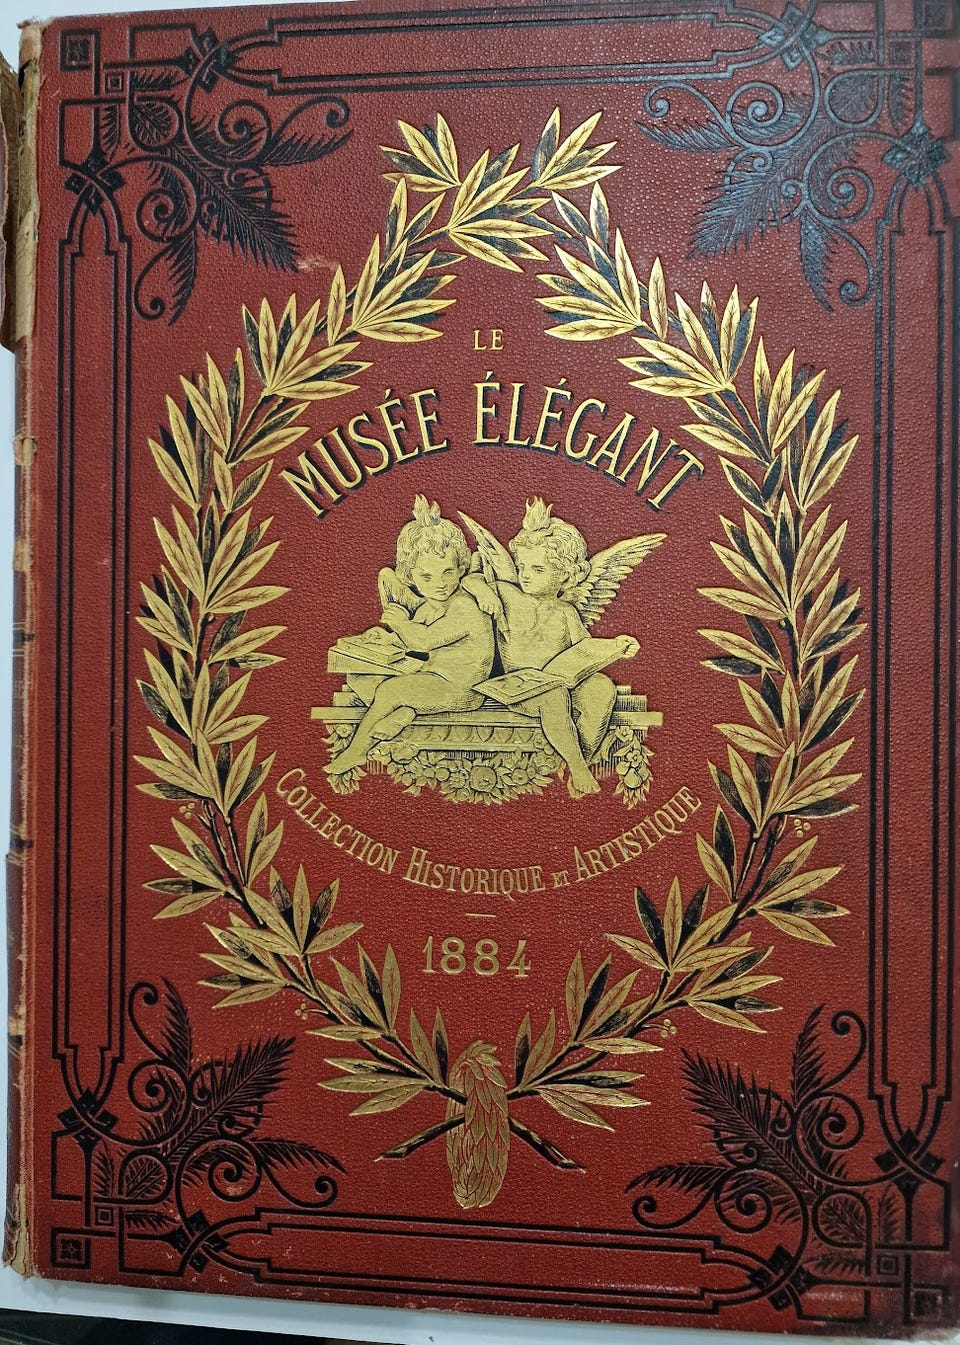 LE
MUSÉE ÉLÉGANT
COLLECTION HISTORIQUE ET ARTISTIQUE
1884